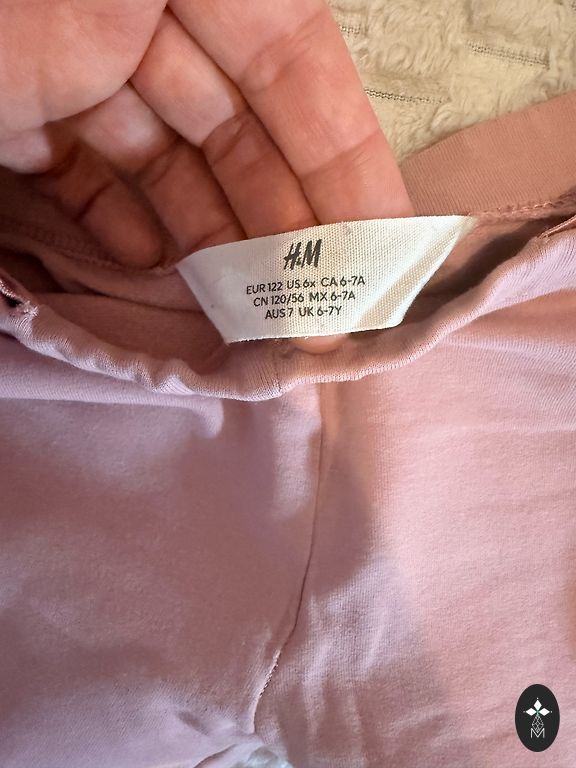 H&M
EUR 122 US 6x CA 6-7A
CN 120/56 MX 6-7A
AUS 7 UK 6-7Y
M